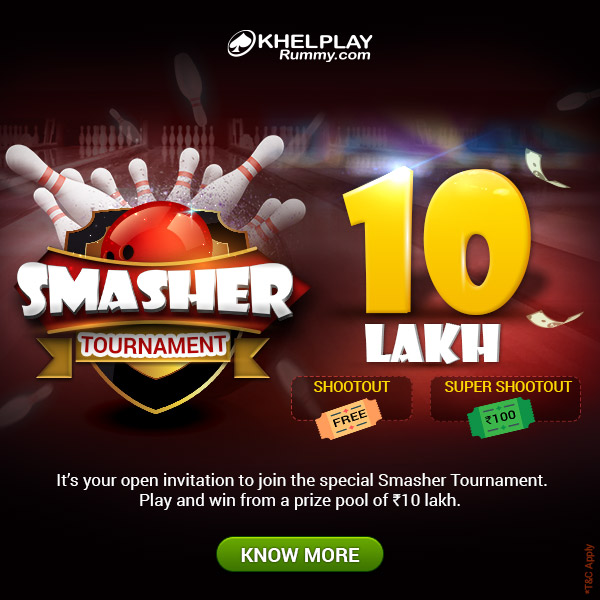 KHELPLAY
Rummy.com
SMASHER
TOURNAMENT
10
LAKH
SHOOTOUT
FREE
SUPER SHOOTOUT
₹100
It's your open invitation to join the special Smasher Tournament.
Play and win from a prize pool of ₹10 lakh.
KNOW MORE
*T&C Apply